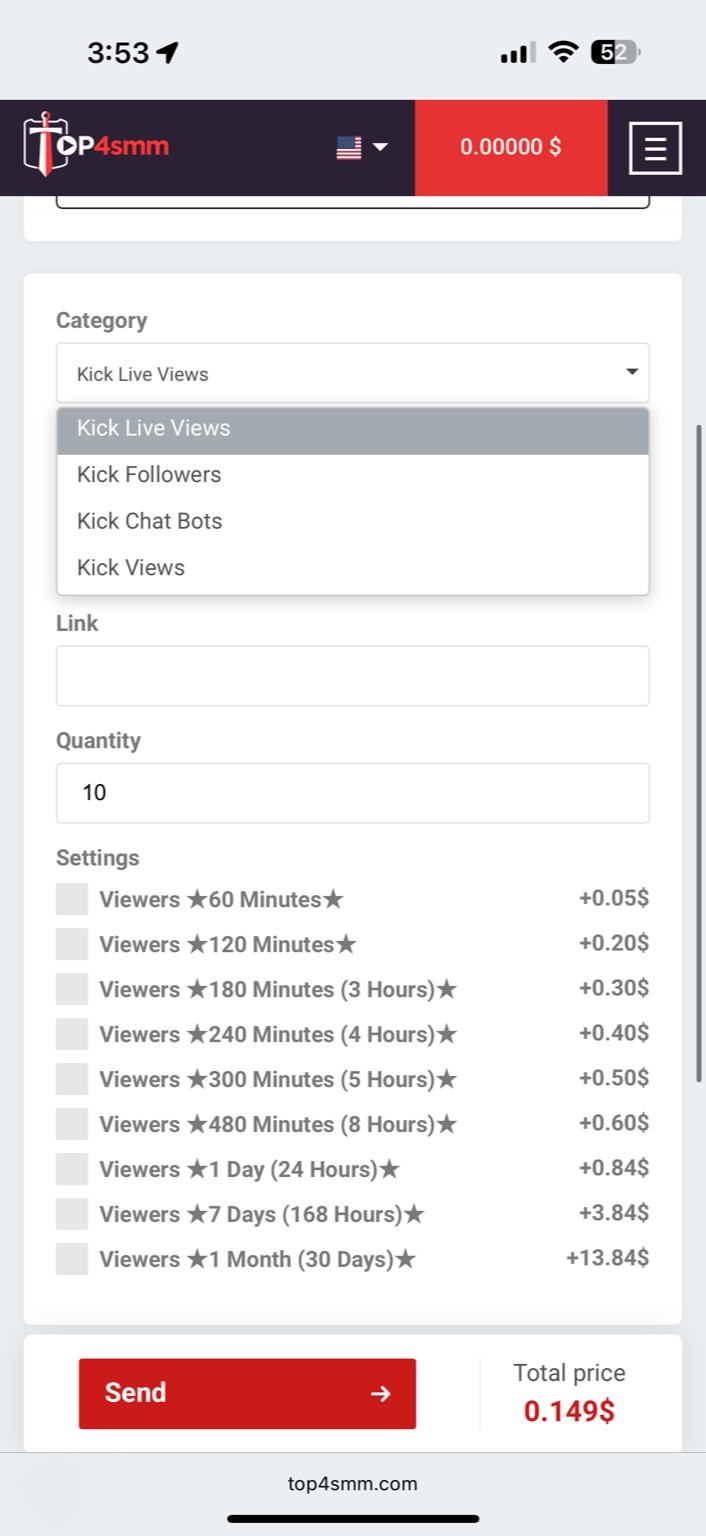 3:53
52
TOP4smm
0.00000 $
Category
Kick Live Views
Kick Live Views
Kick Followers
Kick Chat Bots
Kick Views
Link
Quantity
10
Settings
Viewers ★60 Minutes★ +0.05$
Viewers ★120 Minutes★ +0.20$
Viewers ★180 Minutes (3 Hours)★ +0.30$
Viewers ★240 Minutes (4 Hours)★ +0.40$
Viewers ★300 Minutes (5 Hours)★ +0.50$
Viewers ★480 Minutes (8 Hours)★ +0.60$
Viewers ★1 Day (24 Hours)★ +0.84$
Viewers ★7 Days (168 Hours)★ +3.84$
Viewers ★1 Month (30 Days)★ +13.84$
Send →
Total price
0.149$
top4smm.com